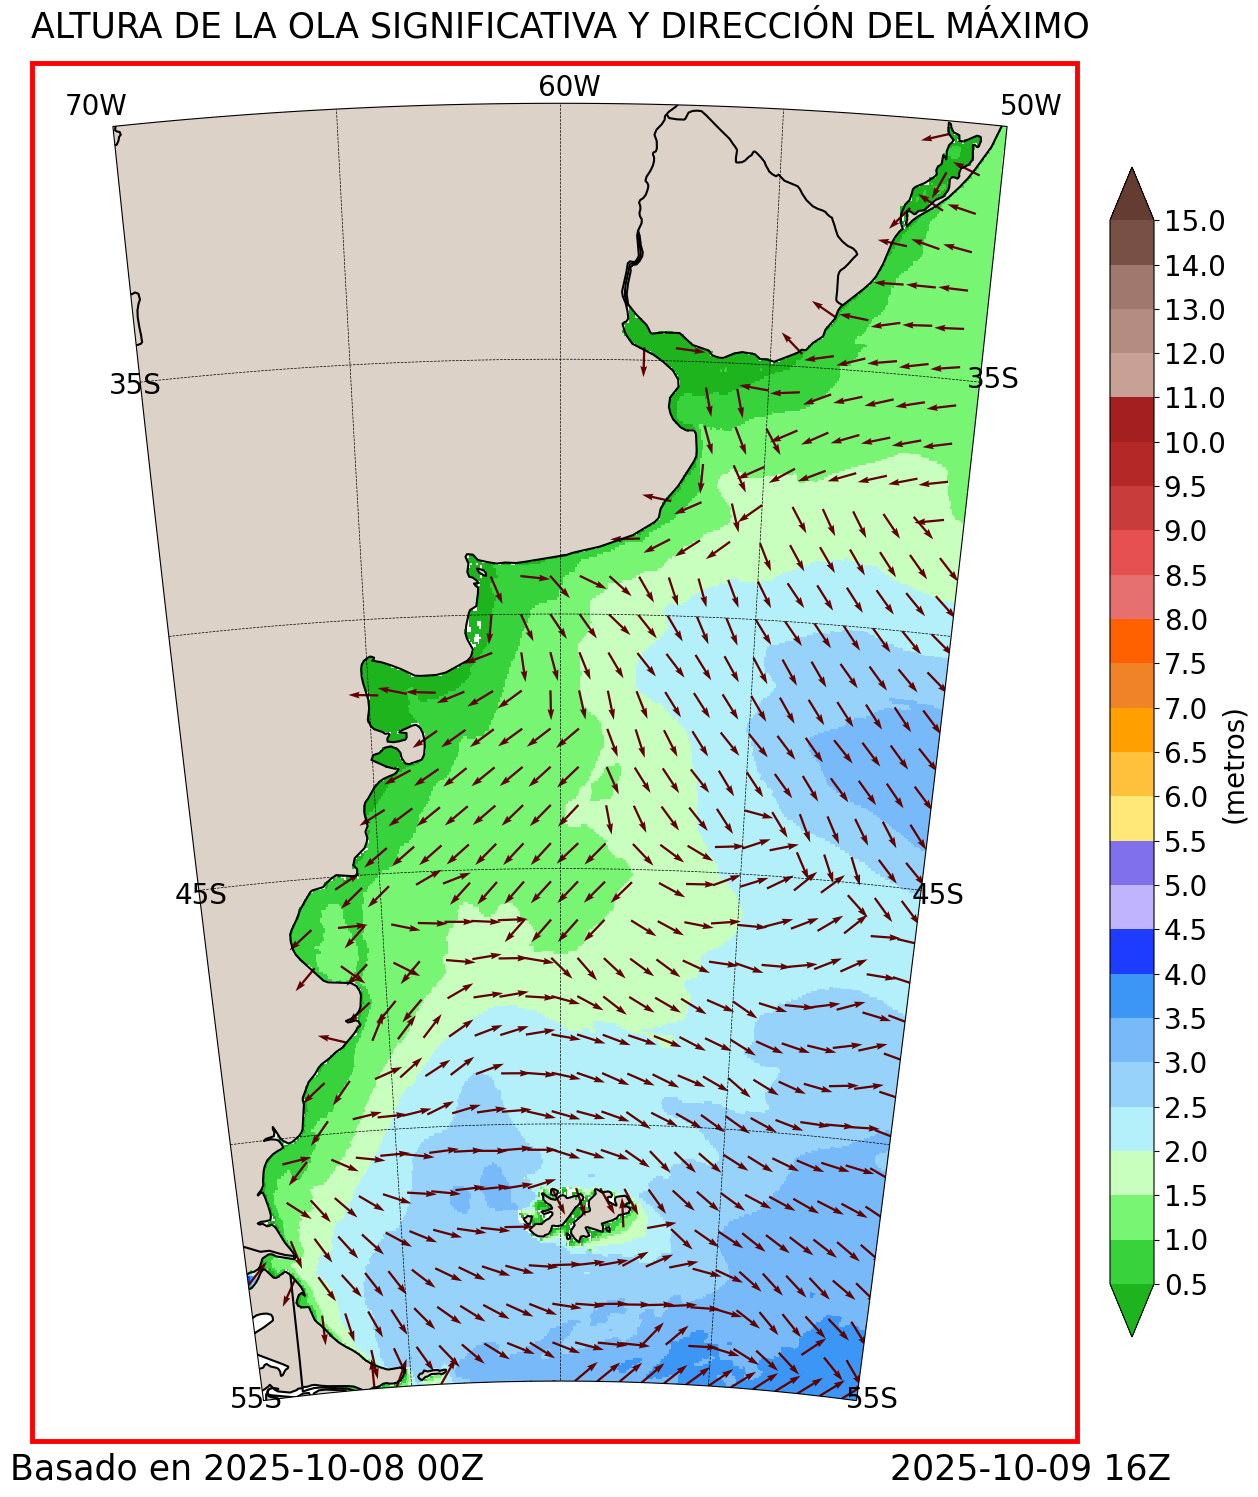 ALTURA DE LA OLA SIGNIFICATIVA Y DIRECCIÓN DEL MÁXIMO
70W
60W
50W
35S
35S
45S
45S
55S
55S
15.0
14.0
13.0
12.0
11.0
10.0
9.5
9.0
8.5
8.0
7.5
7.0
6.5
6.0
5.5
5.0
4.5
4.0
3.5
3.0
2.5
2.0
1.5
1.0
0.5
(metros)
Basado en 2025-10-08 00Z
2025-10-09 16Z